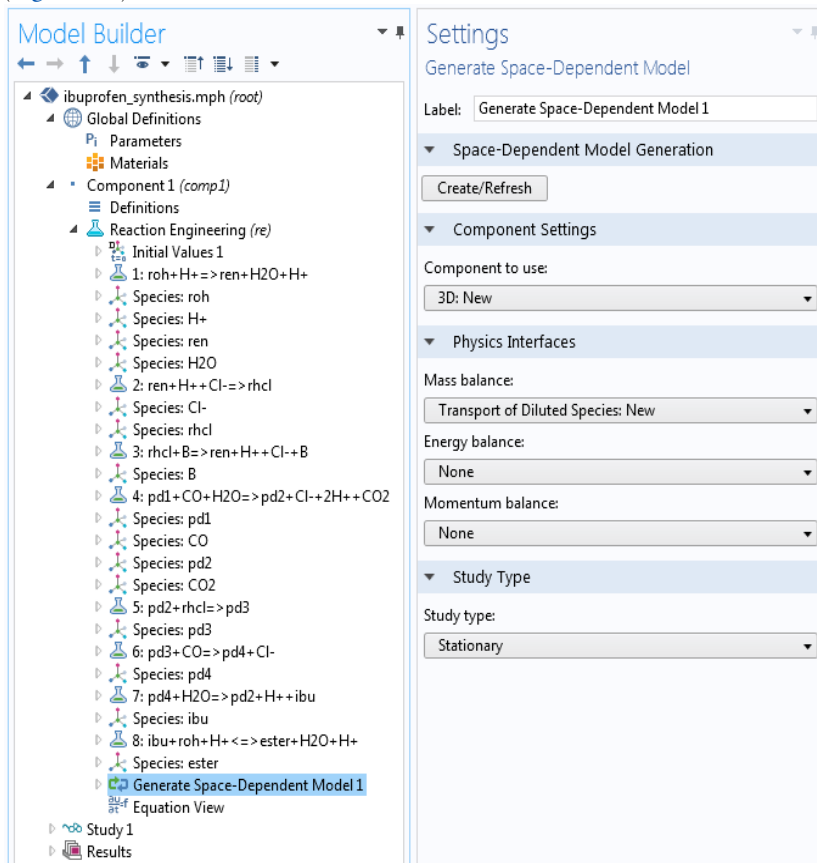 Model Builder
ibuprofen_synthesis.mph (root)
Global Definitions
Pi Parameters
Materials
Component 1 (comp1)
Definitions
Reaction Engineering (re)
Initial Values 1
1: roh+H+=>ren+H2O+H+
Species: roh
Species: H+
Species: ren
Species: H2O
2: ren+H++Cl-=>rhcl
Species: Cl-
Species: rhcl
3: rhcl+B=>ren+H++Cl-+B
Species: B
4: pd1+CO+H2O=>pd2+Cl-+2H++CO2
Species: pd1
Species: CO
Species: pd2
Species: CO2
5: pd2+rhcl=>pd3
Species: pd3
6: pd3+CO=>pd4+Cl-
Species: pd4
7: pd4+H2O=>pd2+H++ibu
Species: ibu
8: ibu+roh+H+<=>ester+H2O+H+
Species: ester
Generate Space-Dependent Model 1
Equation View
Study 1
Results
Settings
Generate Space-Dependent Model
Label: Generate Space-Dependent Model 1
Space-Dependent Model Generation
Create/Refresh
Component Settings
Component to use:
3D: New
Physics Interfaces
Mass balance:
Transport of Diluted Species: New
Energy balance:
None
Momentum balance:
None
Study Type
Study type:
Stationary